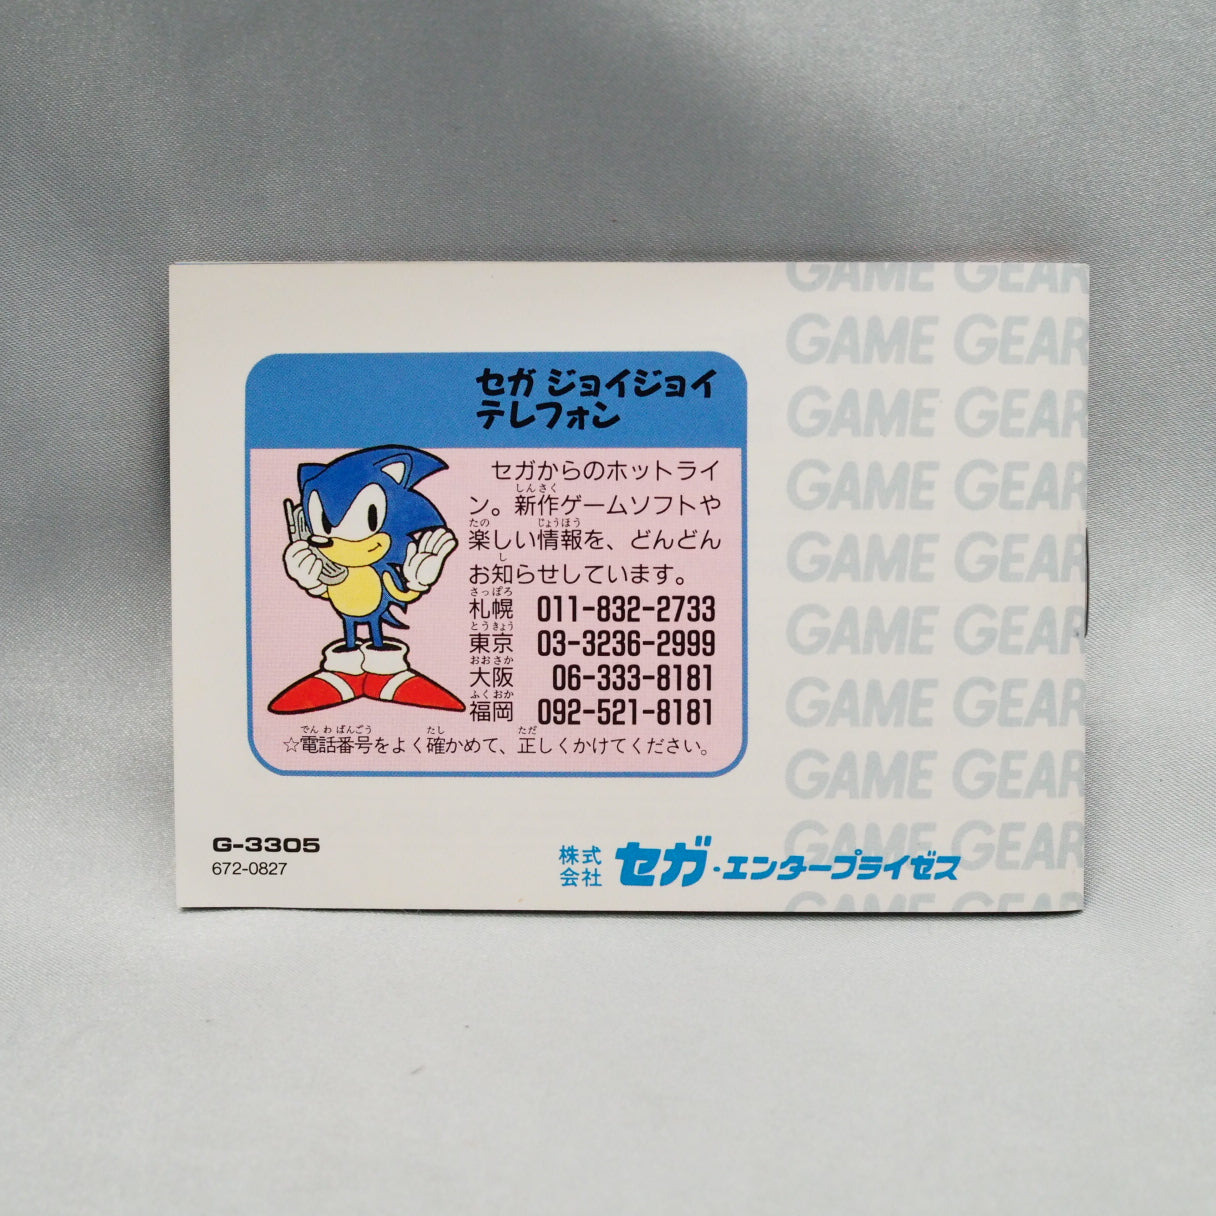 セガ ジョイジョイ
テレフォン
セガからのホットライ
ン。新作ゲームソフトや
楽しい情報を、どんどん
お知らせしています。
札幌 011-832-2733
東京 03-3236-2999
大阪 06-333-8181
福岡 092-521-8181
☆電話番号をよく確かめて、正しくかけてください。
G-3305
672-0827
株式会社 セガ・エンタープライゼス
GAME GEAR
GAME GEAR
GAME GEAR
GAME GEAR
GAME GEAR
GAME GEAR
GAME GEAR
GAME GEAR
GAME GEAR
GAME GEAR